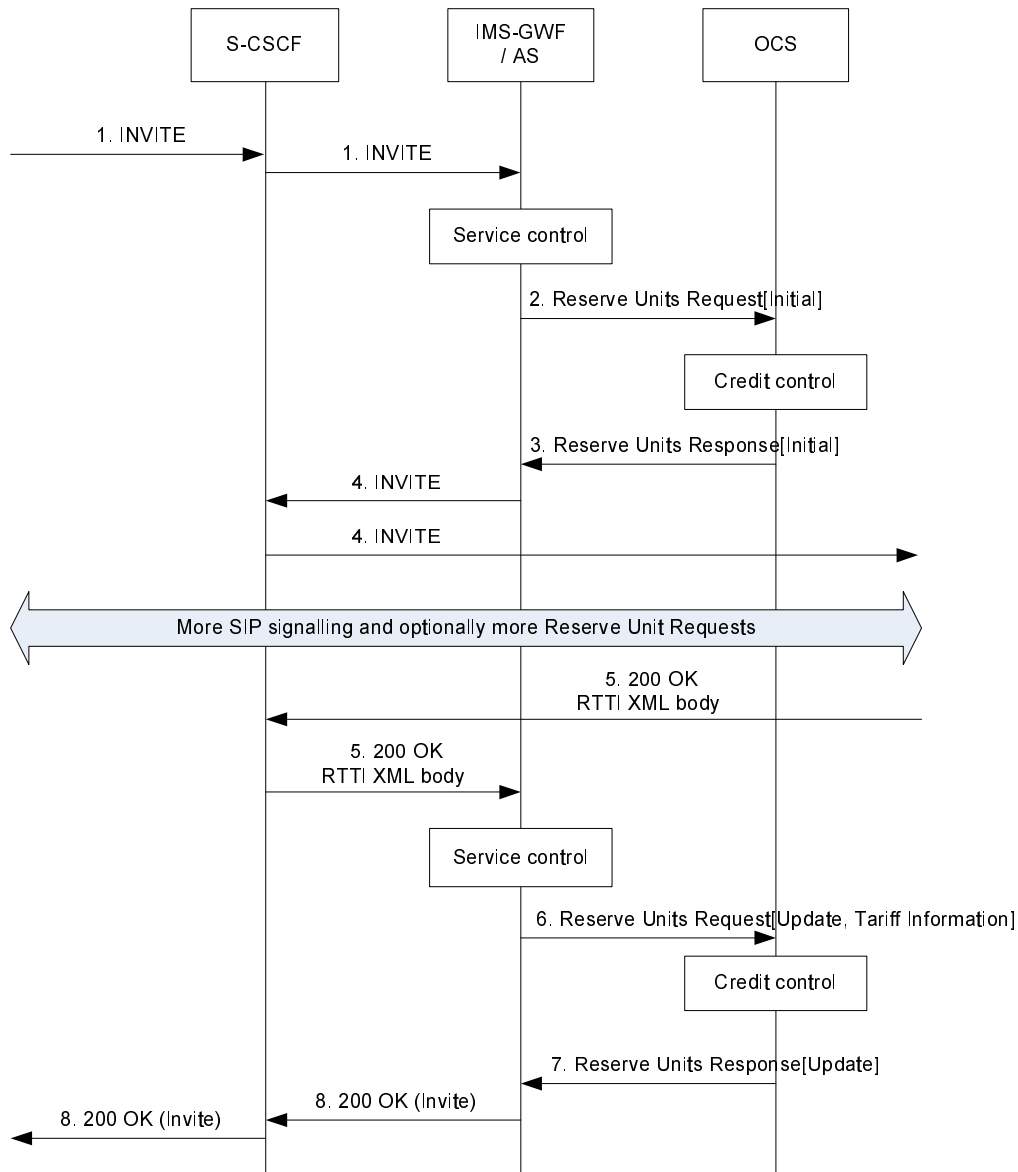 S-CSCF
IMS-GWF
/ AS
OCS
1. INVITE
1. INVITE
Service control
2. Reserve Units Request[Initial]
Credit control
3. Reserve Units Response[Initial]
4. INVITE
4. INVITE
More SIP signalling and optionally more Reserve Unit Requests
5. 200 OK
RTTI XML body
5. 200 OK
RTTI XML body
Service control
6. Reserve Units Request[Update, Tariff Information]
Credit control
7. Reserve Units Response[Update]
8. 200 OK (Invite)
8. 200 OK (Invite)